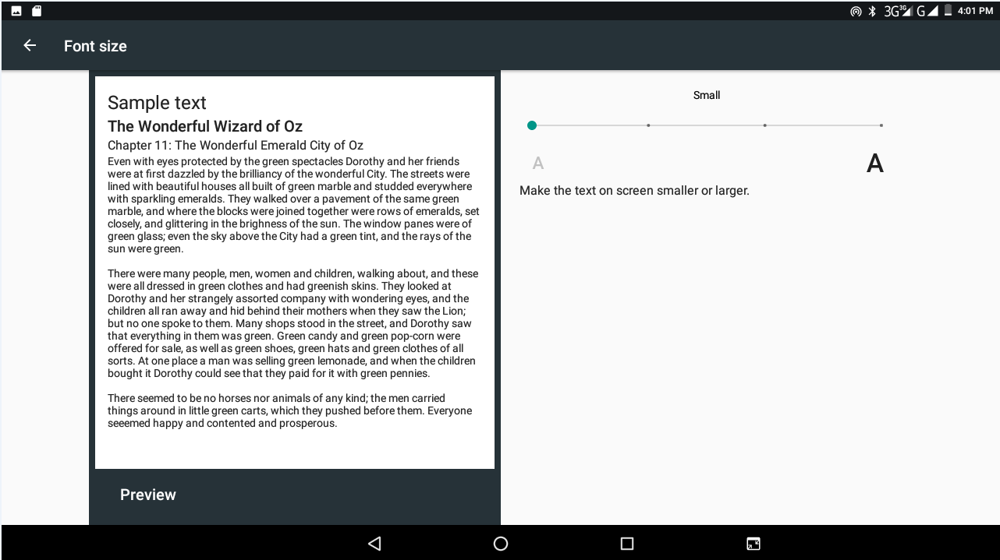 3G 3G G 4:01 PM
Font size
Sample text
The Wonderful Wizard of Oz
Chapter 11: The Wonderful Emerald City of Oz
Even with eyes protected by the green spectacles Dorothy and her friends
were at first dazzled by the brilliancy of the wonderful City. The streets were
lined with beautiful houses all built of green marble and studded everywhere
with sparkling emeralds. They walked over a pavement of the same green
marble, and where the blocks were joined together were rows of emeralds, set
closely, and glittering in the brighness of the sun. The window panes were of
green glass; even the sky above the City had a green tint, and the rays of the
sun were green.
There were many people, men, women and children, walking about, and these
were all dressed in green clothes and had greenish skins. They looked at
Dorothy and her strangely assorted company with wondering eyes, and the
children all ran away and hid behind their mothers when they saw the Lion;
but no one spoke to them. Many shops stood in the street, and Dorothy saw
that everything in them was green. Green candy and green pop-corn were
offered for sale, as well as green shoes, green hats and green clothes of all
sorts. At one place a man was selling green lemonade, and when the children
bought it Dorothy could see that they paid for it with green pennies.
There seemed to be no horses nor animals of any kind; the men carried
things around in little green carts, which they pushed before them. Everyone
seeemed happy and contented and prosperous.
Preview
Small
A A
Make the text on screen smaller or larger.